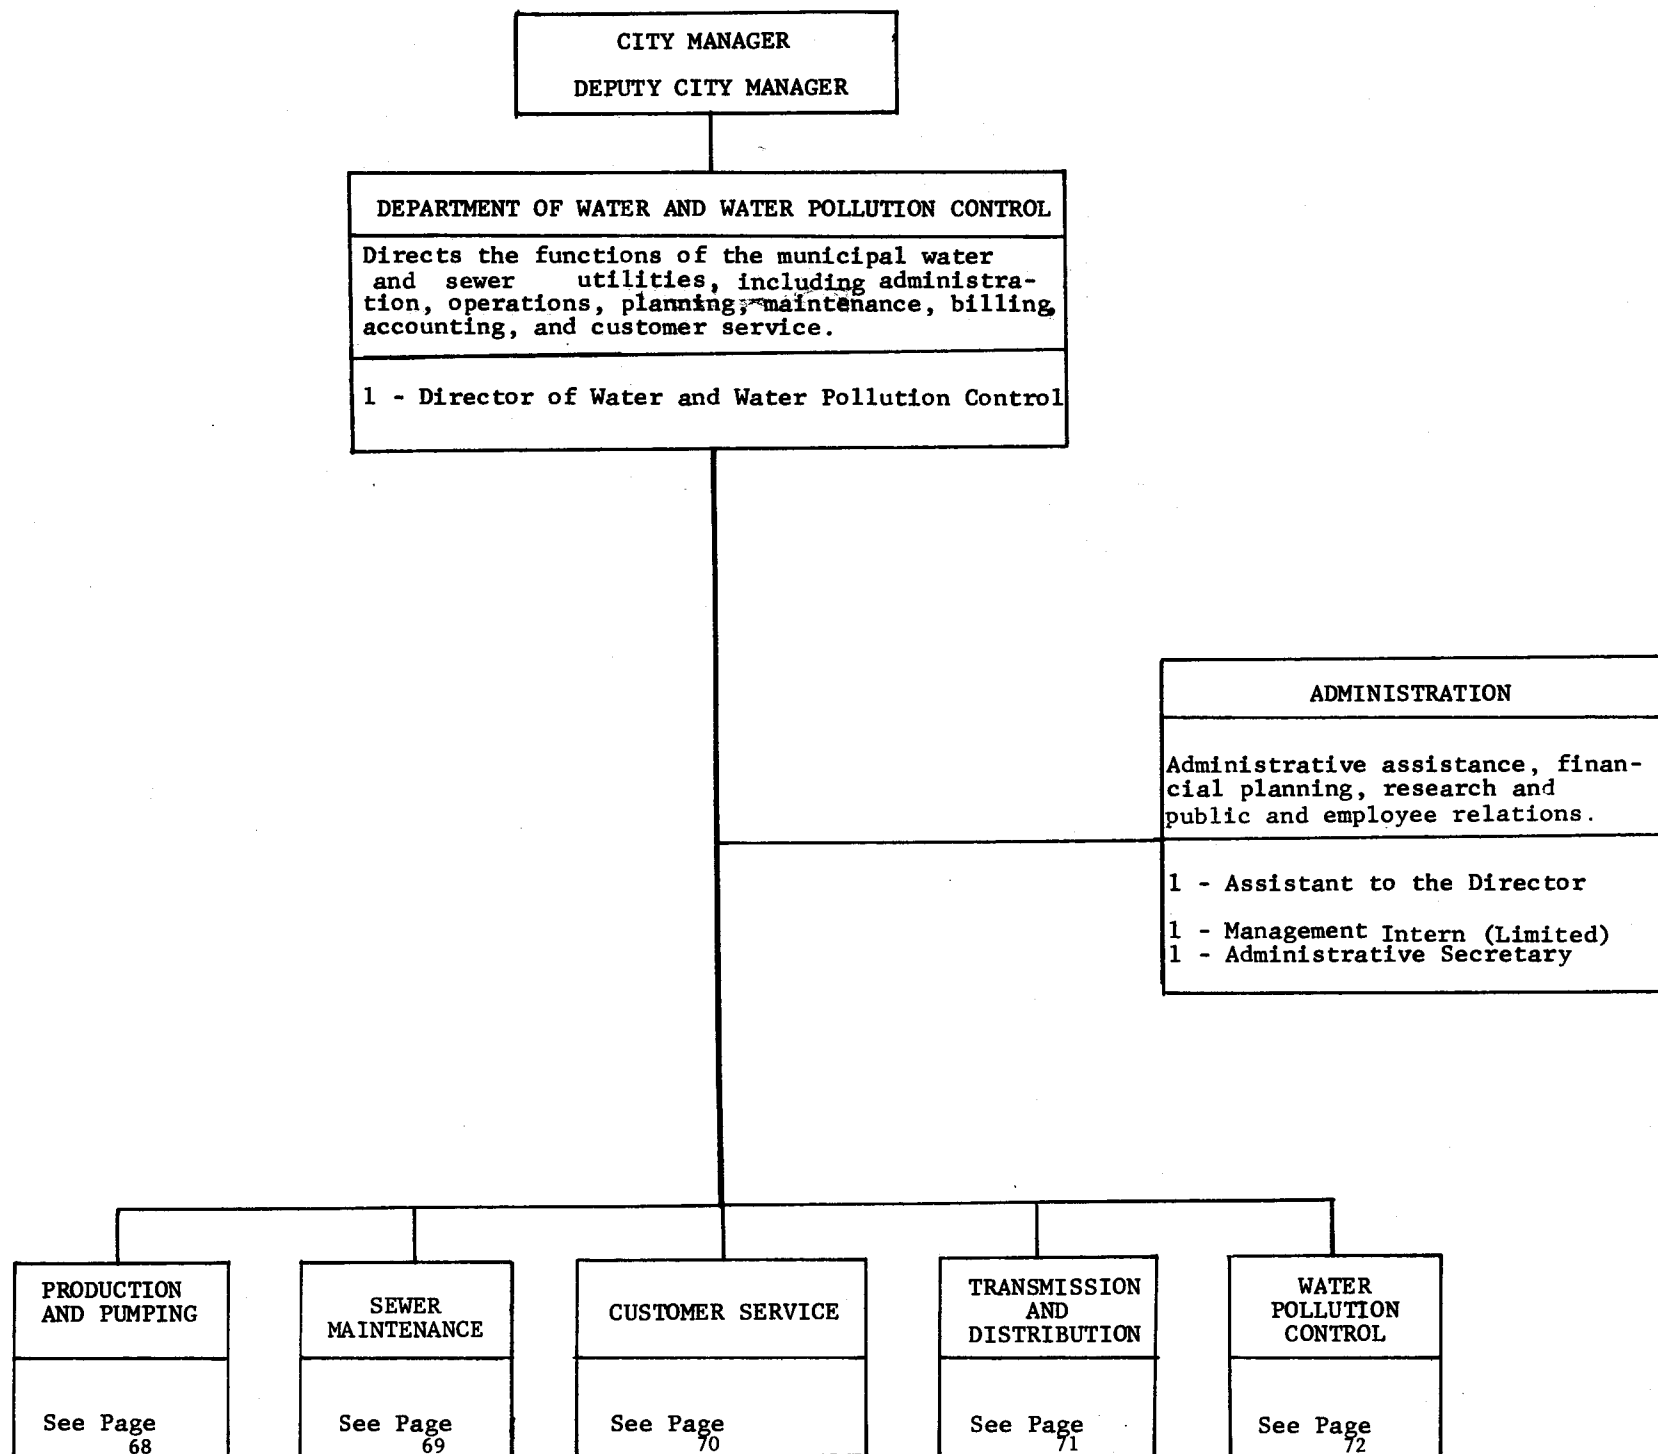 CITY MANAGER
DEPUTY CITY MANAGER
DEPARTMENT OF WATER AND WATER POLLUTION CONTROL
Directs the functions of the municipal water
and sewer utilities, including administra-
tion, operations, planning, maintenance, billing,
accounting, and customer service.
1 - Director of Water and Water Pollution Control
ADMINISTRATION
Administrative assistance, finan-
cial planning, research and
public and employee relations.
1 - Assistant to the Director
1 - Management Intern (Limited)
1 - Administrative Secretary
PRODUCTION
AND PUMPING
See Page
68
SEWER
MAINTENANCE
See Page
69
CUSTOMER SERVICE
See Page
70
TRANSMISSION
AND
DISTRIBUTION
See Page
71
WATER
POLLUTION
CONTROL
See Page
72